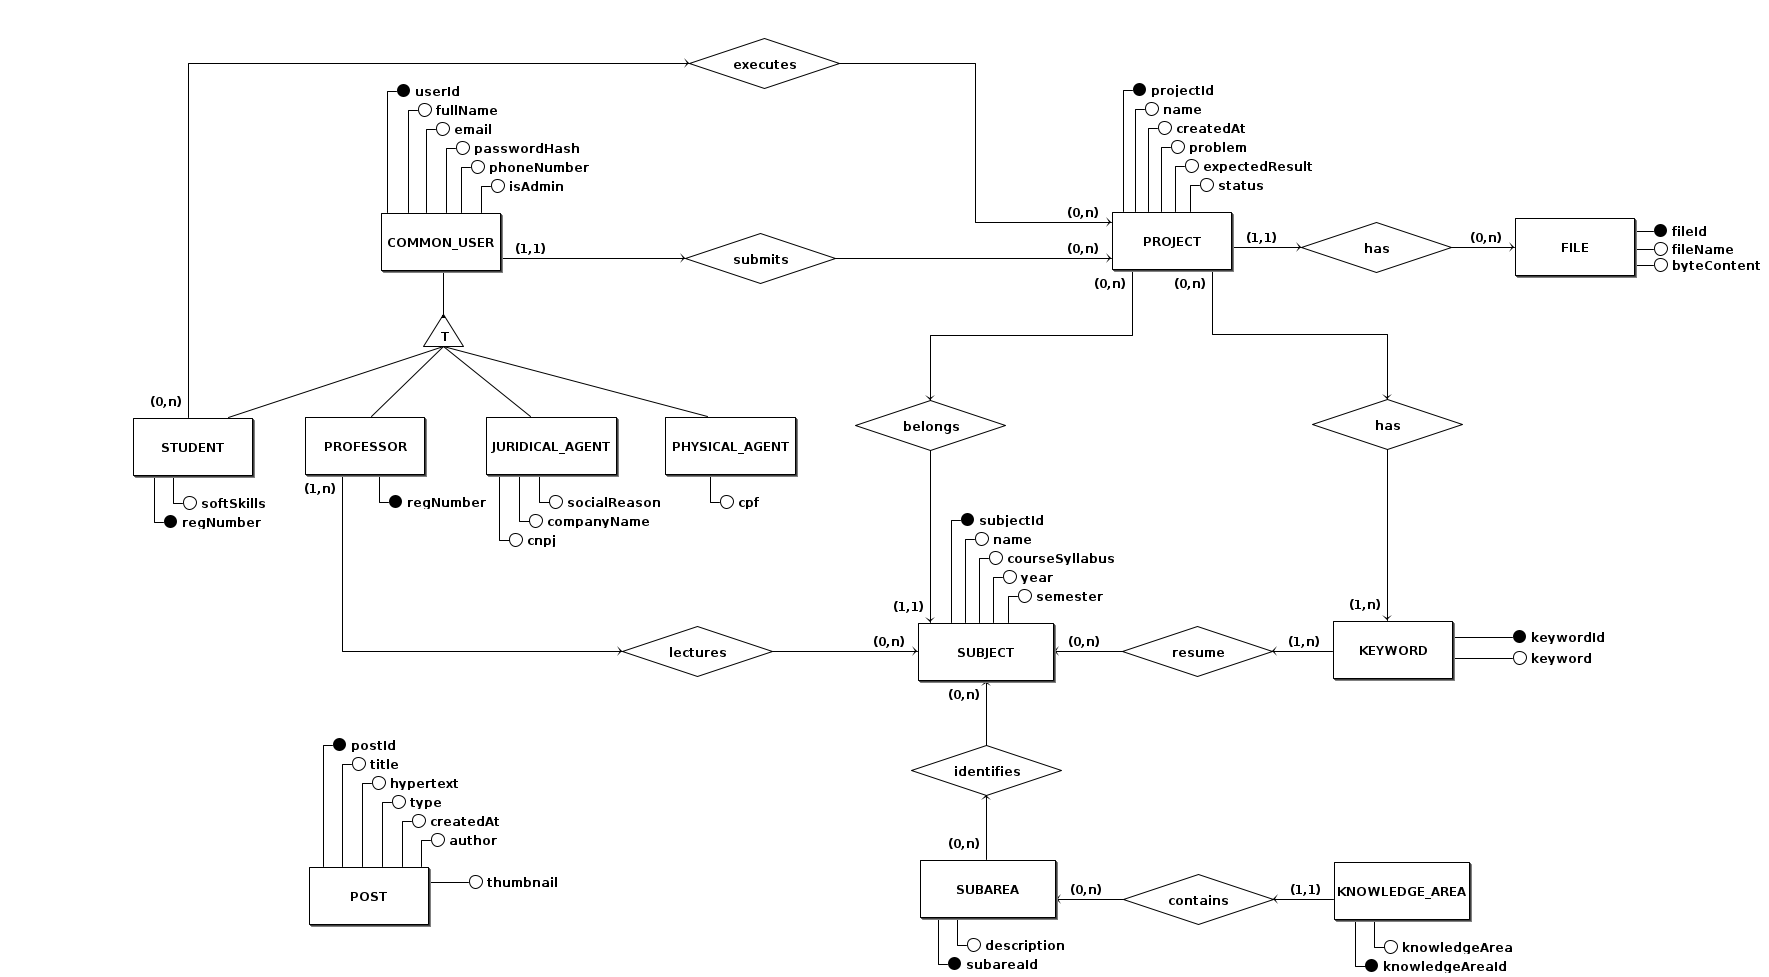 executes
userId
fullName
email
passwordHash
phoneNumber
isAdmin
COMMON_USER
(1,1)
submits
(0,n)
(0,n)
projectId
name
createdAt
problem
expectedResult
status
PROJECT
(1,1)
has
(0,n)
FILE
fileId
fileName
byteContent
(0,n)
(0,n)
T
(0,n)
STUDENT
PROFESSOR
JURIDICAL_AGENT
PHYSICAL_AGENT
belongs
has
softSkills
regNumber
(1,n)
regNumber
socialReason
companyName
cnpj
cpf
subjectId
name
courseSyllabus
year
semester
(1,1)
(1,n)
lectures
(0,n)
SUBJECT
(0,n)
resume
(1,n)
KEYWORD
keywordId
keyword
(0,n)
identifies
(0,n)
postId
title
hypertext
type
createdAt
author
thumbnail
POST
SUBAREA
(0,n)
contains
(1,1)
KNOWLEDGE_AREA
description
subareaId
knowledgeArea
knowledgeAreaId